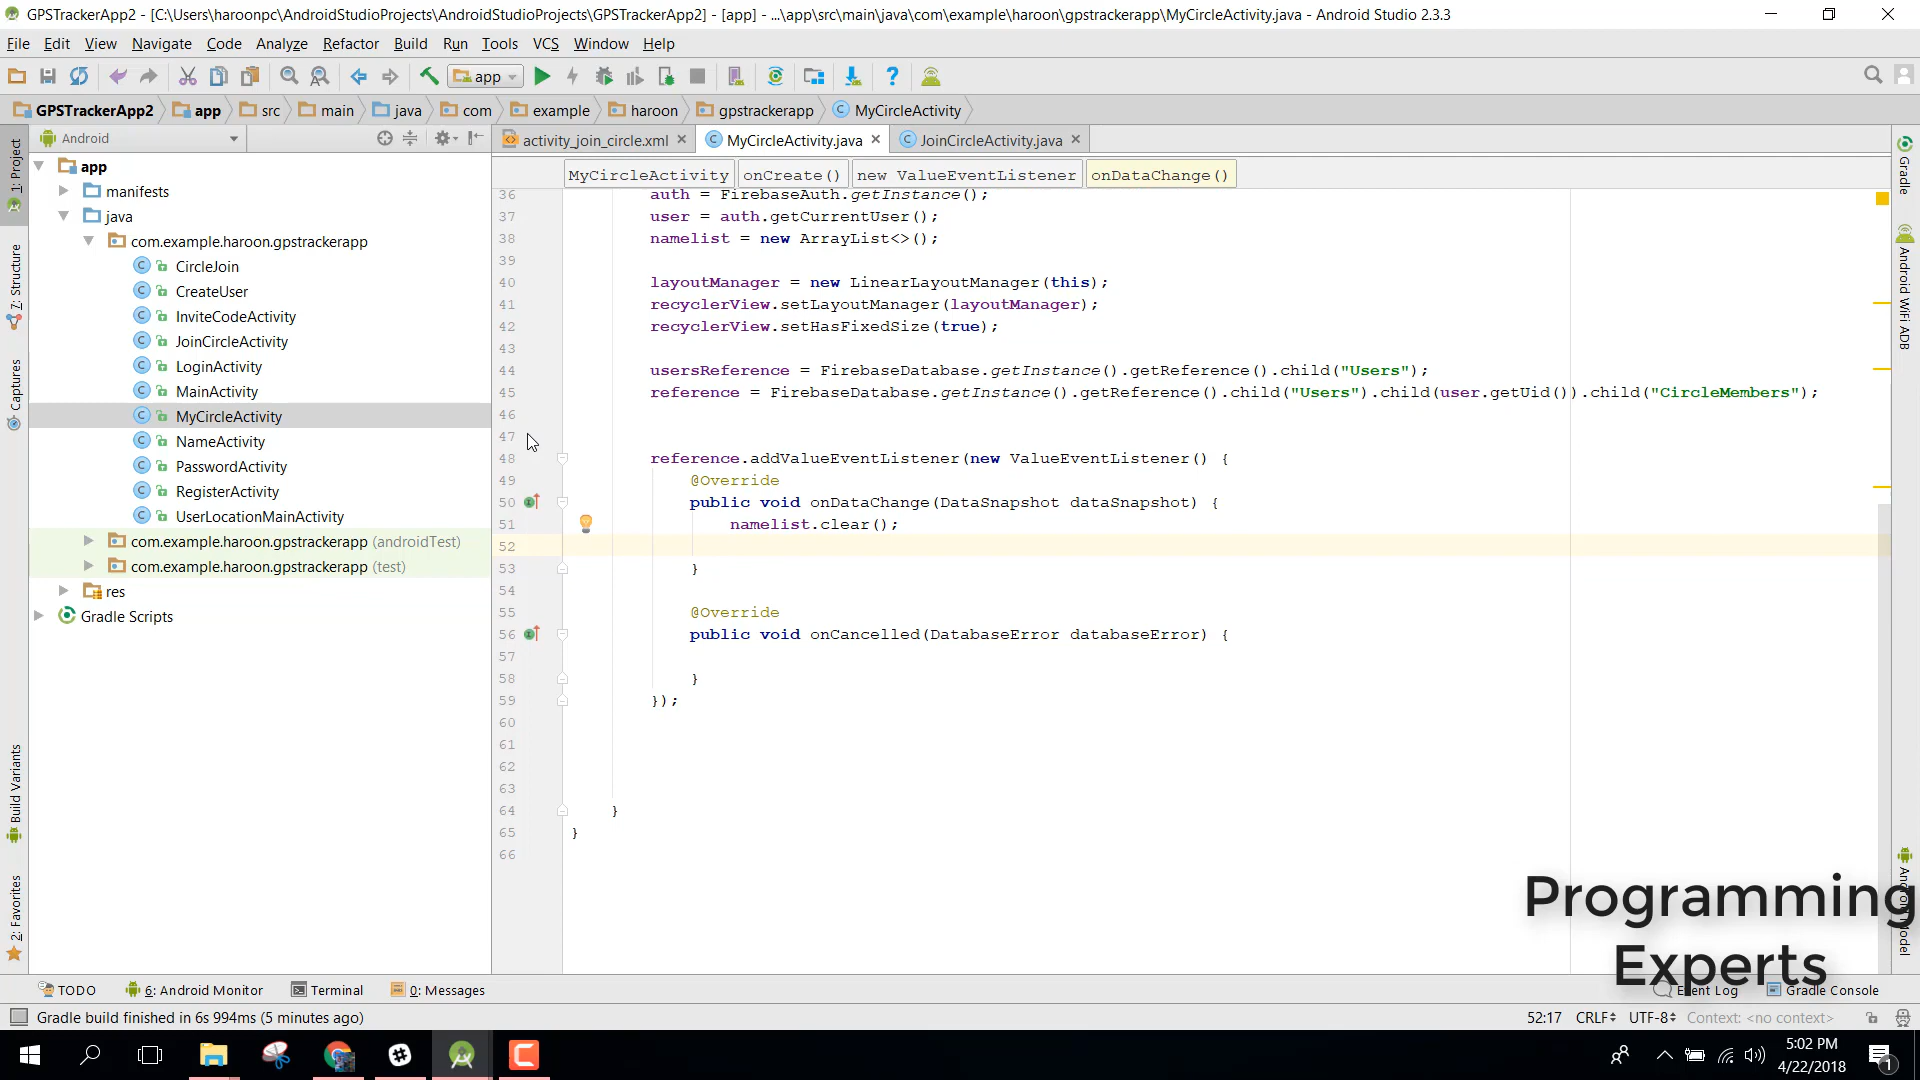 GPSTrackerApp2 - [C:\Users\haroonpc\AndroidStudioProjects\AndroidStudioProjects\GPSTrackerApp2] - [app] - ...\app\src\main\java\com\example\haroon\gpstrackerapp\MyCircleActivity.java - Android Studio 2.3.3
File Edit View Navigate Code Analyze Refactor Build Run Tools VCS Window Help
app
GPSTrackerApp2 app src main java com example haroon gpstrackerapp MyCircleActivity
Android
activity_join_circle.xml MyCircleActivity.java JoinCircleActivity.java
MyCircleActivity onCreate() new ValueEventListener onDataChange()
1: Project
7: Structure
Captures
Build Variants
2: Favorites
app
manifests
java
com.example.haroon.gpstrackerapp
CircleJoin
CreateUser
InviteCodeActivity
JoinCircleActivity
LoginActivity
MainActivity
MyCircleActivity
NameActivity
PasswordActivity
RegisterActivity
UserLocationMainActivity
com.example.haroon.gpstrackerapp (androidTest)
com.example.haroon.gpstrackerapp (test)
res
Gradle Scripts
36 auth = FirebaseAuth.getInstance();
37 user = auth.getCurrentUser();
38 namelist = new ArrayList<>();
39
40 layoutManager = new LinearLayoutManager(this);
41 recyclerView.setLayoutManager(layoutManager);
42 recyclerView.setHasFixedSize(true);
43
44 usersReference = FirebaseDatabase.getInstance().getReference().child("Users");
45 reference = FirebaseDatabase.getInstance().getReference().child("Users").child(user.getUid()).child("CircleMembers");
46
47
48 reference.addValueEventListener(new ValueEventListener() {
49 @Override
50 public void onDataChange(DataSnapshot dataSnapshot) {
51 namelist.clear();
52
53 }
54
55 @Override
56 public void onCancelled(DatabaseError databaseError) {
57
58 }
59 });
60
61
62
63
64 }
65 }
66
Gradle
Android WiFi ADB
Android Model
Programming
Experts
TODO 6: Android Monitor Terminal 0: Messages Event Log Gradle Console
Gradle build finished in 6s 994ms (5 minutes ago) 52:17 CRLF UTF-8 Context: <no context>
5:02 PM
4/22/2018
1